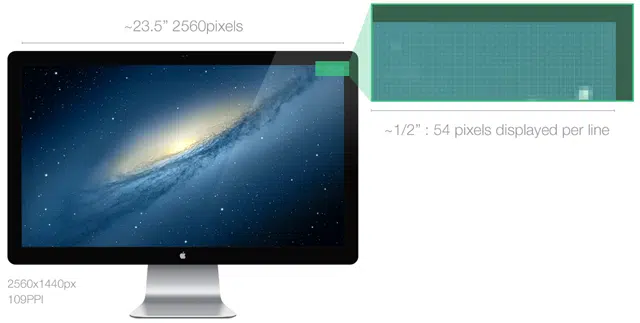 ~23.5” 2560pixels
~1/2” : 54 pixels displayed per line
2560x1440px
109PPI